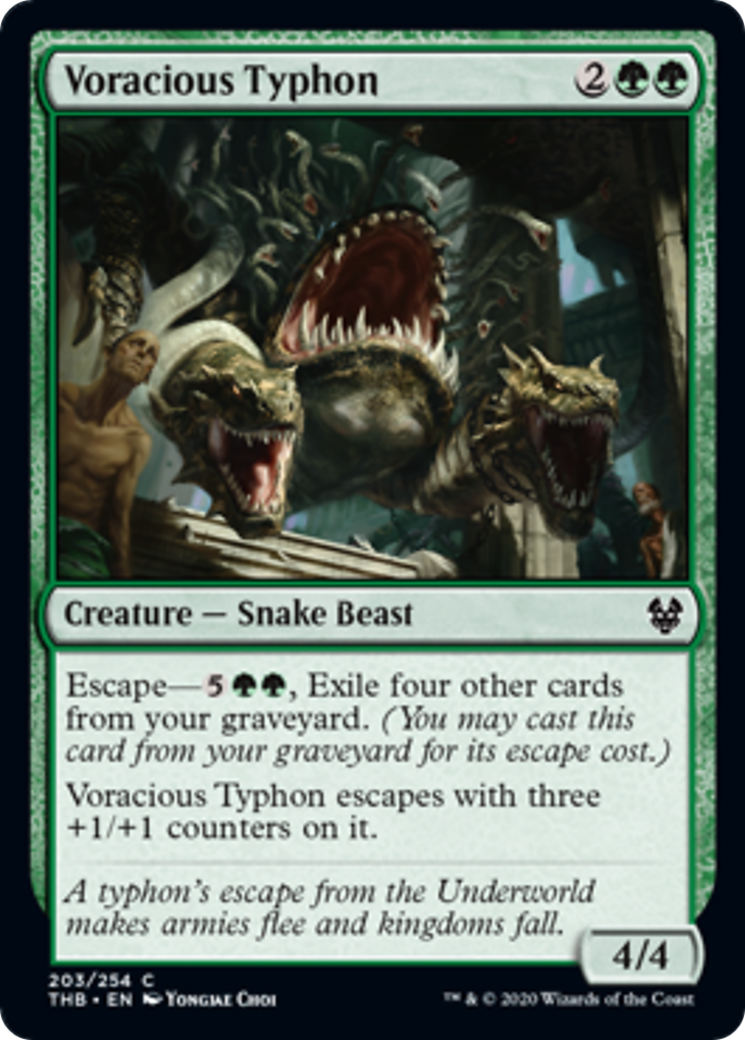 Voracious Typhon 2
Creature — Snake Beast
Escape—5, Exile four other cards
from your graveyard. (You may cast this
card from your graveyard for its escape cost.)
Voracious Typhon escapes with three
+1/+1 counters on it.
A typhon's escape from the Underworld
makes armies flee and kingdoms fall.
4/4
203/254 C
THB • EN Yongjae Choi ™ & © 2020 Wizards of the Coast